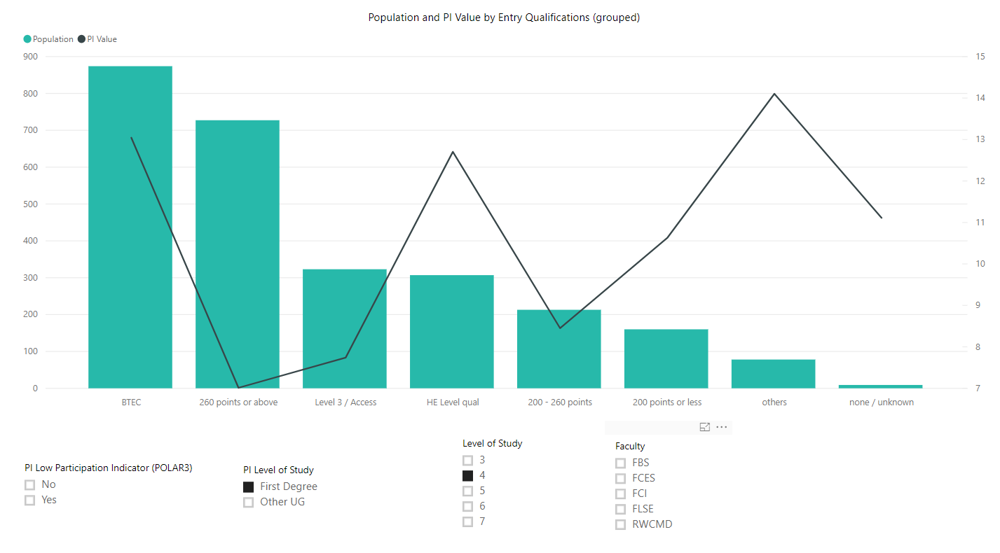 Population and PI Value by Entry Qualifications (grouped)
Population PI Value
900
800
700
600
500
400
300
200
100
0
15
14
13
12
11
10
9
8
7
BTEC 260 points or above Level 3 / Access HE Level qual 200 - 260 points 200 points or less others none / unknown
PI Low Participation Indicator (POLAR3)
No
Yes
PI Level of Study
First Degree
Other UG
Level of Study
3
4
5
6
7
Faculty
FBS
FCES
FCI
FLSE
RWCMD